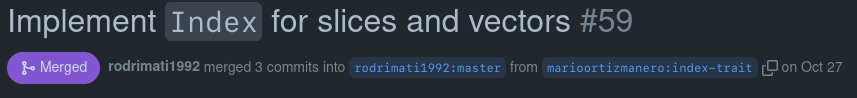 Implement Index for slices and vectors #59
Merged rodrimati1992 merged 3 commits into rodrimati1992:master from marioortizmanero:index-trait on Oct 27